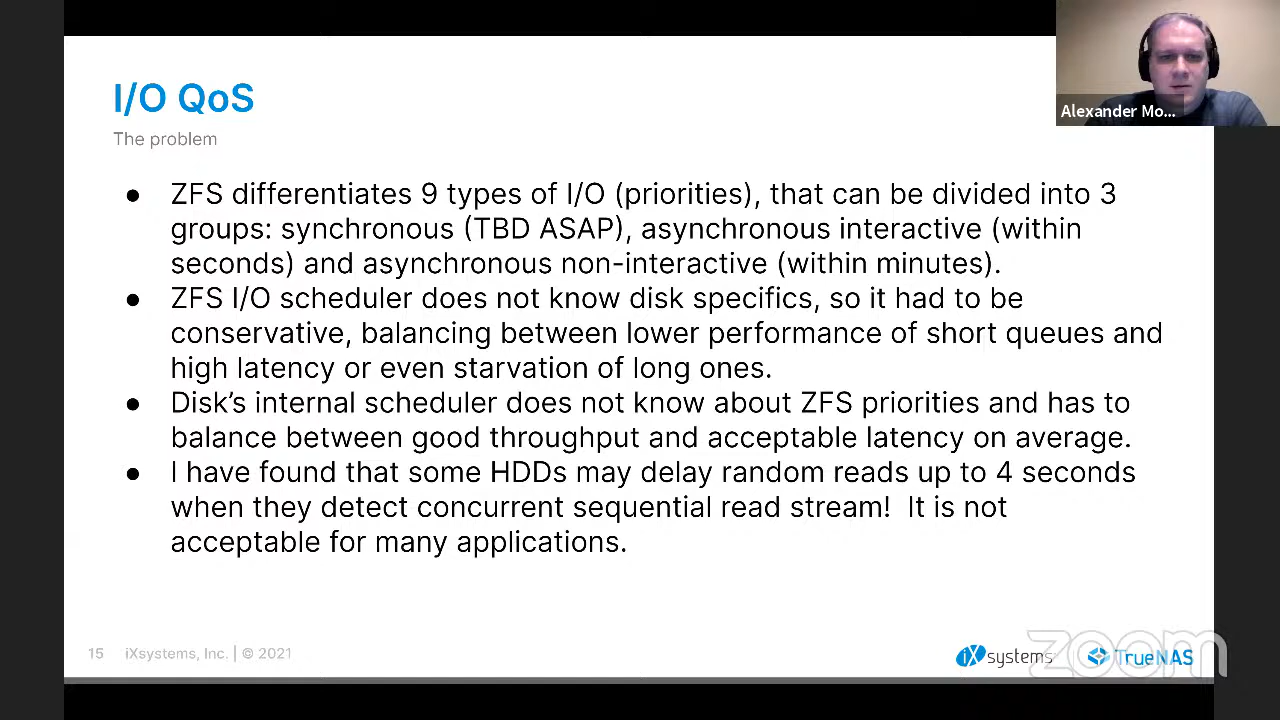 I/O QoS
The problem
Alexander Mo...
● ZFS differentiates 9 types of I/O (priorities), that can be divided into 3
groups: synchronous (TBD ASAP), asynchronous interactive (within
seconds) and asynchronous non-interactive (within minutes).
● ZFS I/O scheduler does not know disk specifics, so it had to be
conservative, balancing between lower performance of short queues and
high latency or even starvation of long ones.
● Disk’s internal scheduler does not know about ZFS priorities and has to
balance between good throughput and acceptable latency on average.
● I have found that some HDDs may delay random reads up to 4 seconds
when they detect concurrent sequential read stream!  It is not
acceptable for many applications.
15 iXsystems, Inc. | © 2021
iXsystems
zoom
TrueNAS